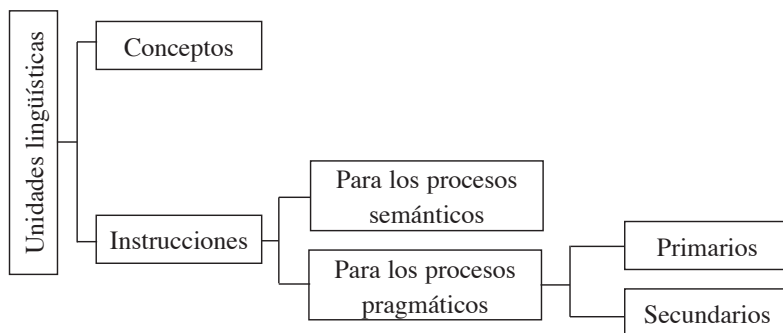 Unidades lingüísticas
Conceptos
Instrucciones
Para los procesos
semánticos
Para los procesos
pragmáticos
Primarios
Secundarios